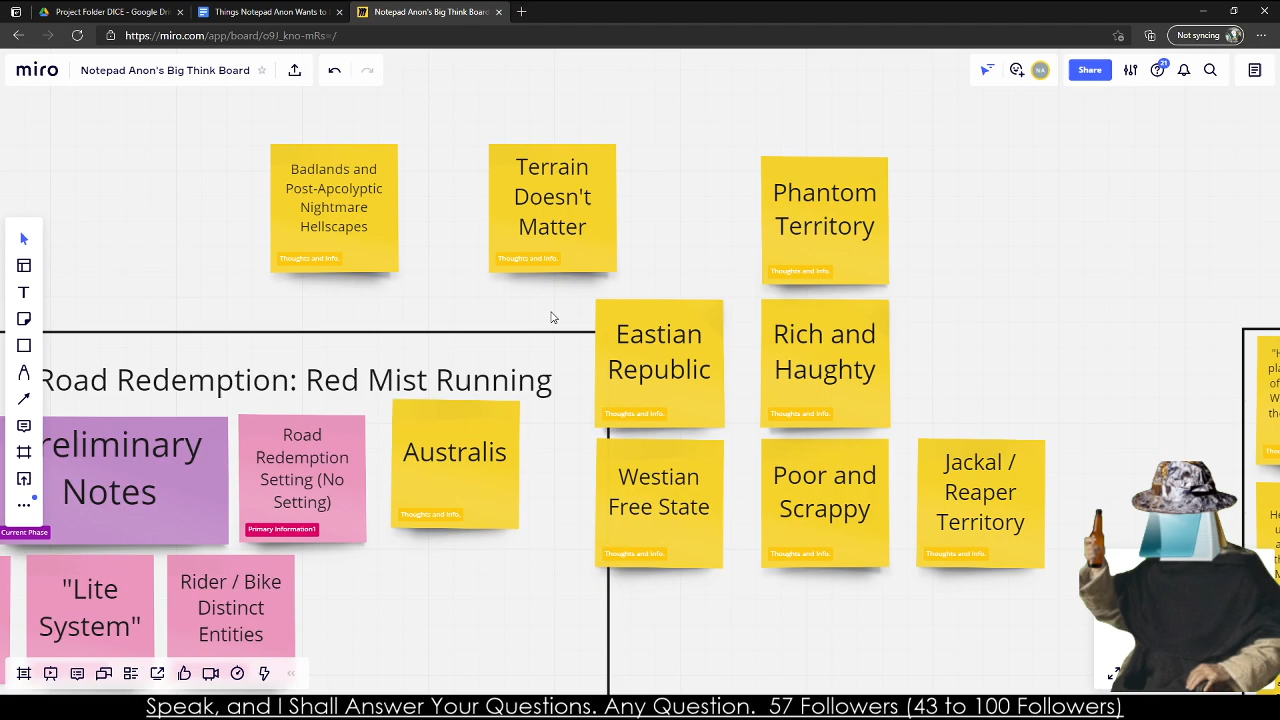 Project Folder DICE - Google Dri
Things Notepad Anon Wants to
Notepad Anon's Big Think Board
https://miro.com/app/board/o9J_kno-mRs=/
Not syncing
miro
Notepad Anon's Big Think Board
NA
Share
21
Badlands and
Post-Apcolyptic
Nightmare
Hellscapes
Thoughts and Info.
Terrain
Doesn't
Matter
Thoughts and Info.
Phantom
Territory
Thoughts and Info.
Eastian
Republic
Thoughts and Info.
Rich and
Haughty
Thoughts and Info.
Road Redemption: Red Mist Running
reliminary
Notes
Current Phase
Road
Redemption
Setting (No
Setting)
Primary Information1
Australis
Thoughts and Info.
Westian
Free State
Thoughts and Info.
Poor and
Scrappy
Thoughts and Info.
Jackal /
Reaper
Territory
Thoughts and Info.
"Lite
System"
Rider / Bike
Distinct
Entities
Speak, and I Shall Answer Your Questions. Any Question. 57 Followers (43 to 100 Followers)